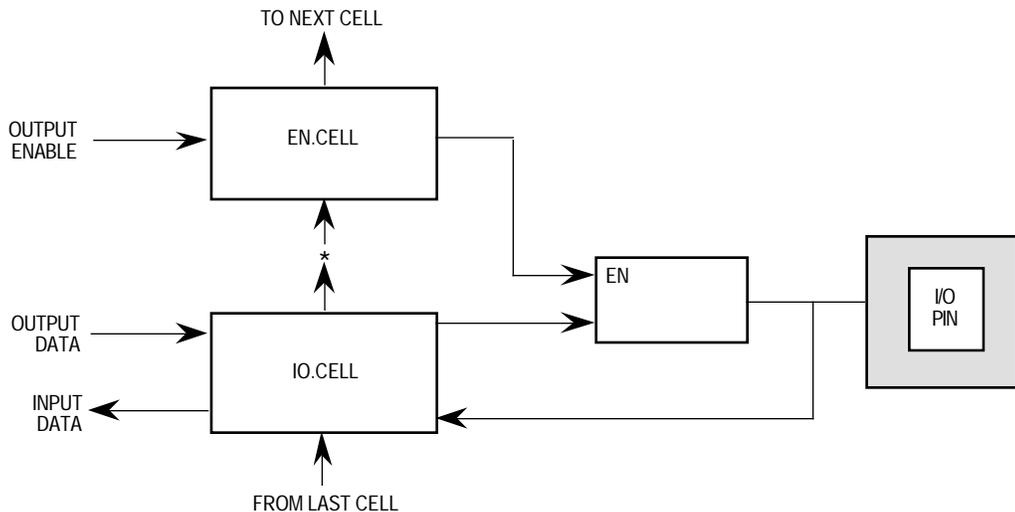 TO NEXT CELL
OUTPUT
ENABLE
EN.CELL
*
EN
I/O
PIN
OUTPUT
DATA
IO.CELL
INPUT
DATA
FROM LAST CELL